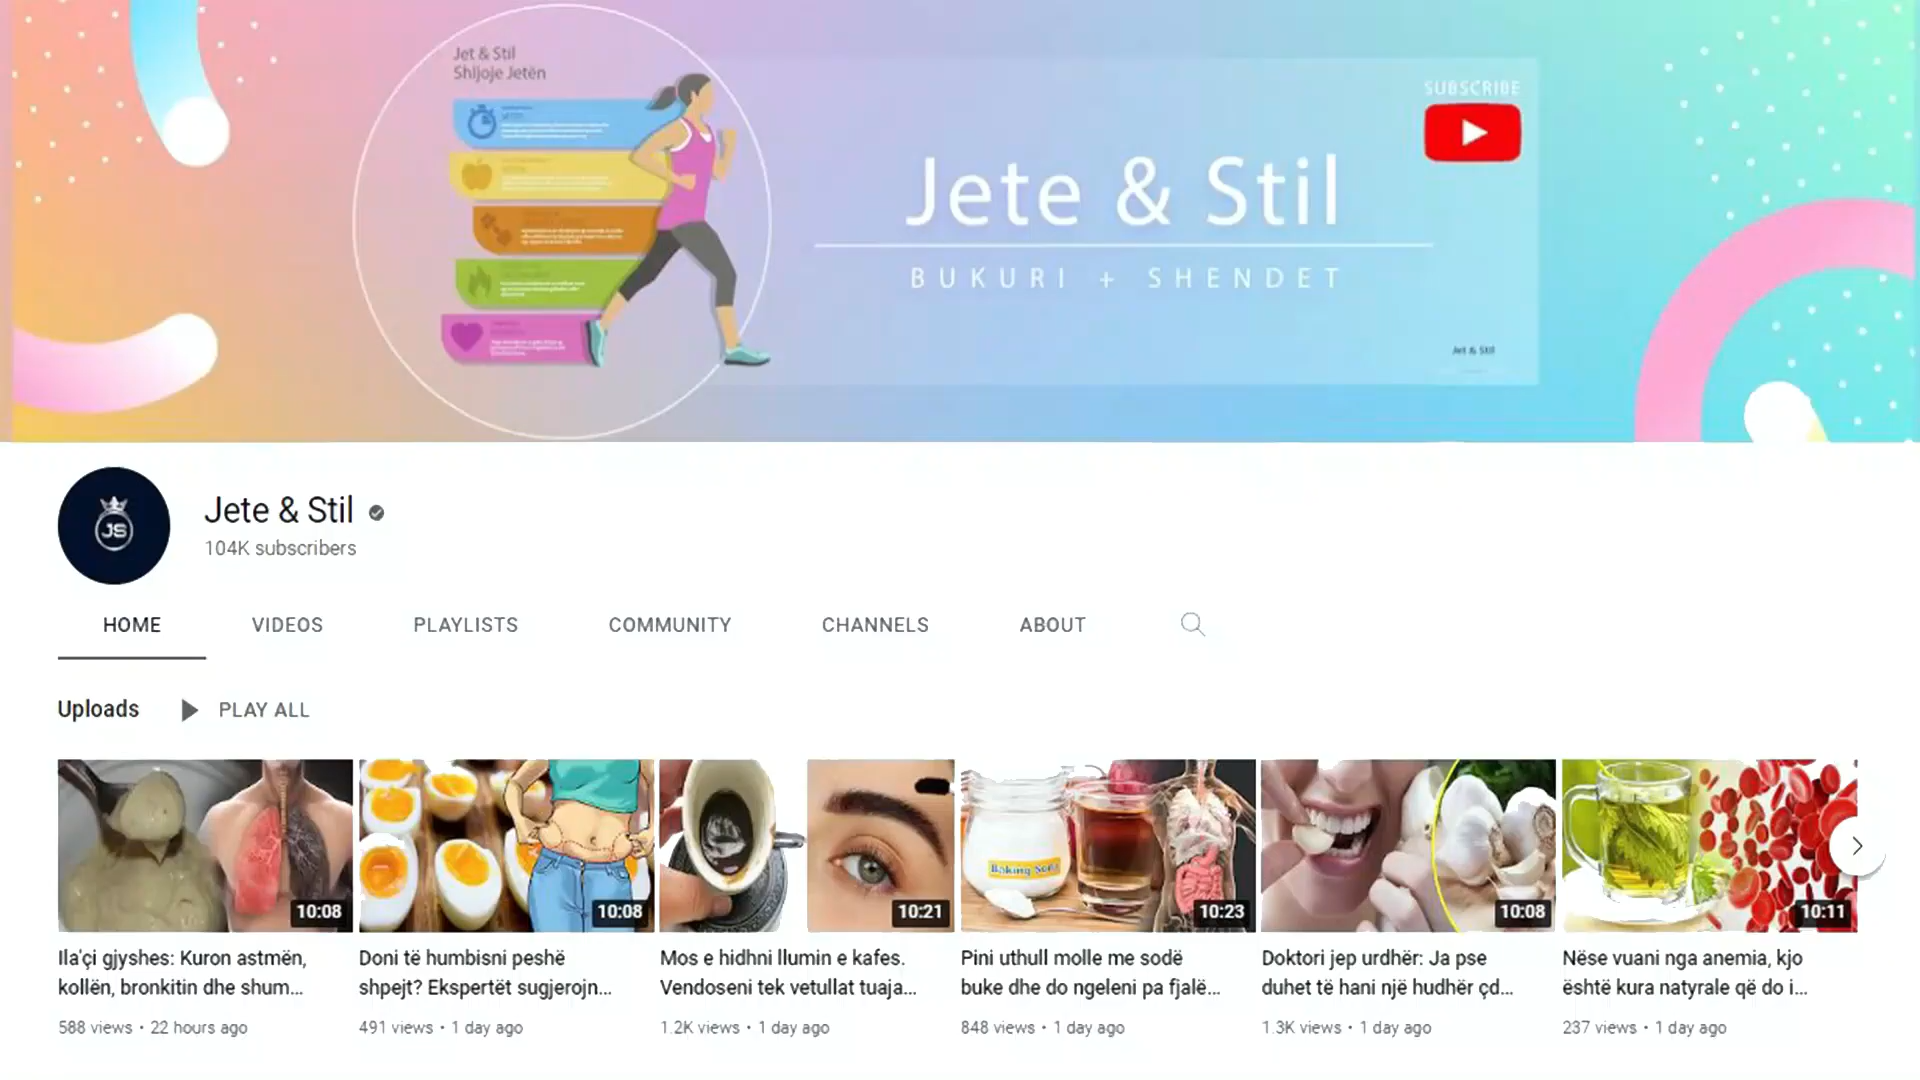 Jet & Stil
Shijoje Jetën
SUBSCRIBE
Jete & Stil
BUKURI + SHENDET
Jet & Stil
JS
Jete & Stil
104K subscribers
HOME VIDEOS PLAYLISTS COMMUNITY CHANNELS ABOUT
Uploads PLAY ALL
Baking Soda
10:08 10:08 10:21 10:23 10:08 10:11
Ila'çi gjyshes: Kuron astmën,
kollën, bronkitin dhe shum...
588 views • 22 hours ago
Doni të humbisni peshë
shpejt? Ekspertët sugjerojn...
491 views • 1 day ago
Mos e hidhni llumin e kafes.
Vendoseni tek vetullat tuaja...
1.2K views • 1 day ago
Pini uthull molle me sodë
buke dhe do ngeleni pa fjalë...
848 views • 1 day ago
Doktori jep urdhër: Ja pse
duhet të hani një hudhër çd...
1.3K views • 1 day ago
Nëse vuani nga anemia, kjo
është kura natyrale që do i...
237 views • 1 day ago